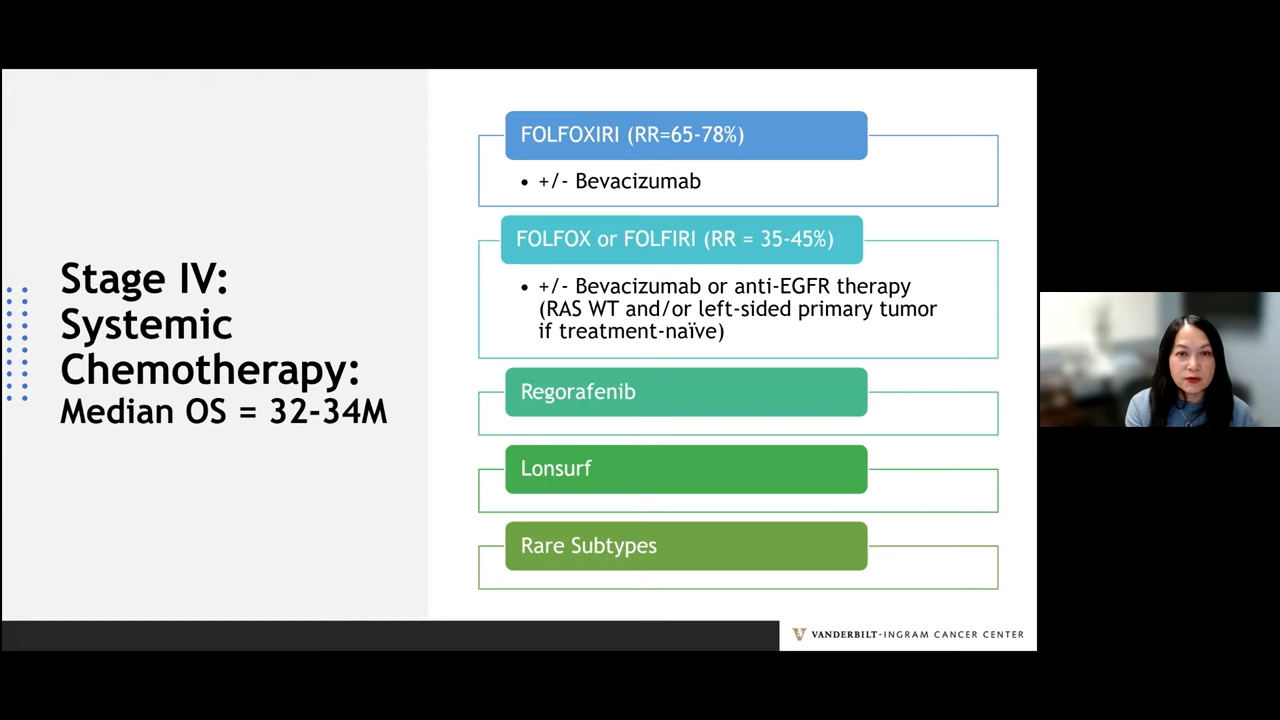 Stage IV:
Systemic
Chemotherapy:
Median OS = 32-34M
FOLFOXIRI (RR=65-78%)
• +/- Bevacizumab
FOLFOX or FOLFIRI (RR = 35-45%)
• +/- Bevacizumab or anti-EGFR therapy
(RAS WT and/or left-sided primary tumor
if treatment-naïve)
Regorafenib
Lonsurf
Rare Subtypes
VANDERBILT-INGRAM CANCER CENTER